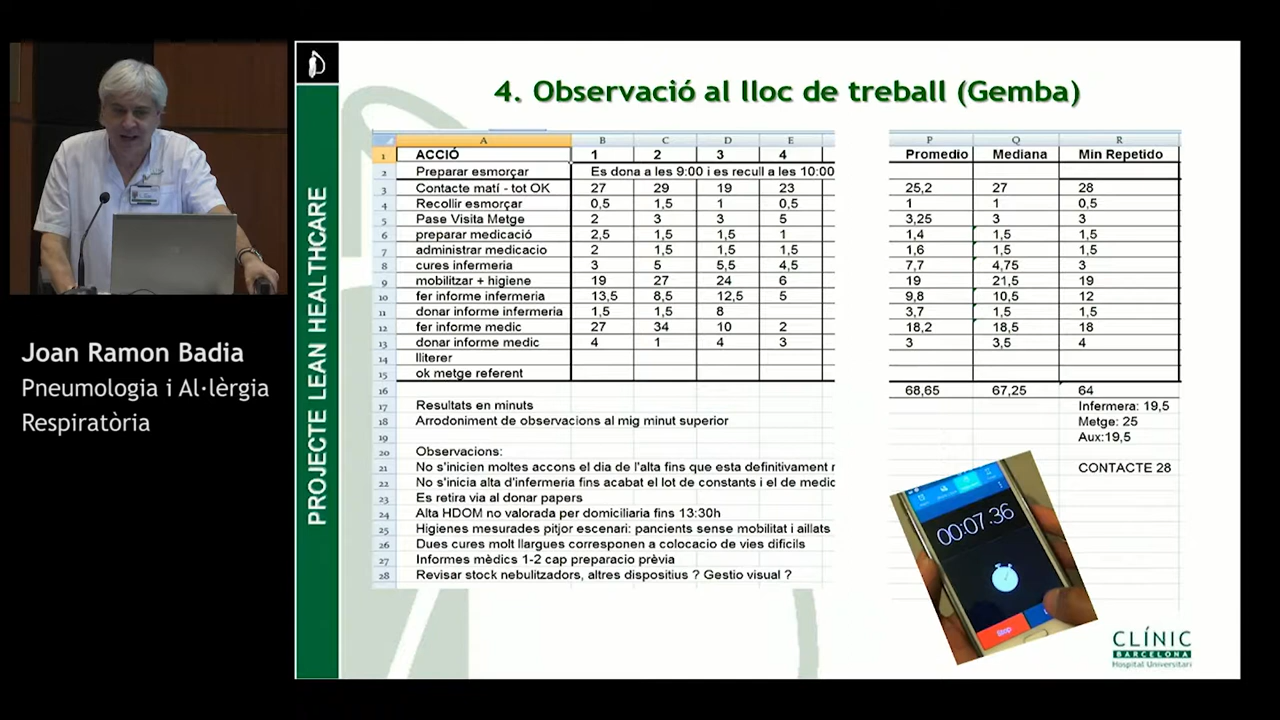 4. Observació al lloc de treball (Gemba)
PROJECTE LEAN HEALTHCARE
A B C D E P Q R
1 ACCIÓ 1 2 3 4 Promedio Mediana Min Repetido
2 Preparar esmorçar Es dona a les 9:00 i es recull a les 10:00
3 Contacte matí - tot OK 27 29 19 23 25,2 27 28
4 Recollir esmorçar 0,5 1,5 1 0,5 1 1 0,5
5 Pase Visita Metge 2 3 3 5 3,25 3 3
6 preparar medicació 2,5 1,5 1,5 1 1,4 1,5 1,5
7 administrar medicacio 2 1,5 1,5 1,5 1,6 1,5 1,5
8 cures infermeria 3 5 5,5 4,5 7,7 4,75 3
9 mobilitzar + higiene 19 27 24 6 19 21,5 19
10 fer informe infermeria 13,5 8,5 12,5 5 9,8 10,5 12
11 donar informe infermeria 1,5 1,5 8 3,7 1,5 1,5
12 fer informe medic 27 34 10 2 18,2 18,5 18
13 donar informe medic 4 1 4 3 3 3,5 4
14 lliterer
15 ok metge referent
16 68,65 67,25 64
17 Resultats en minuts Infermera: 19,5
18 Arrodoniment de observacions al mig minut superior Metge: 25
19 Aux:19,5
20 Observacions:
21 No s'inicien moltes accons el dia de l'alta fins que esta definitivament CONTACTE 28
22 No s'inicia alta d'infermeria fins acabat el lot de constants i el de medic
23 Es retira via al donar papers
24 Alta HDOM no valorada per domiciliaria fins 13:30h
25 Higienes mesurades pitjor escenari: pancients sense mobilitat i aillats
26 Dues cures molt llargues corresponen a colocacio de vies dificils
27 Informes mèdics 1-2 cap preparacio prèvia
28 Revisar stock nebulitzadors, altres dispositius ? Gestio visual ?
00:07.36
Stop
CLÍNIC
BARCELONA
Hospital Universitari
Joan Ramon Badia
Pneumologia i Al·lèrgia
Respiratòria